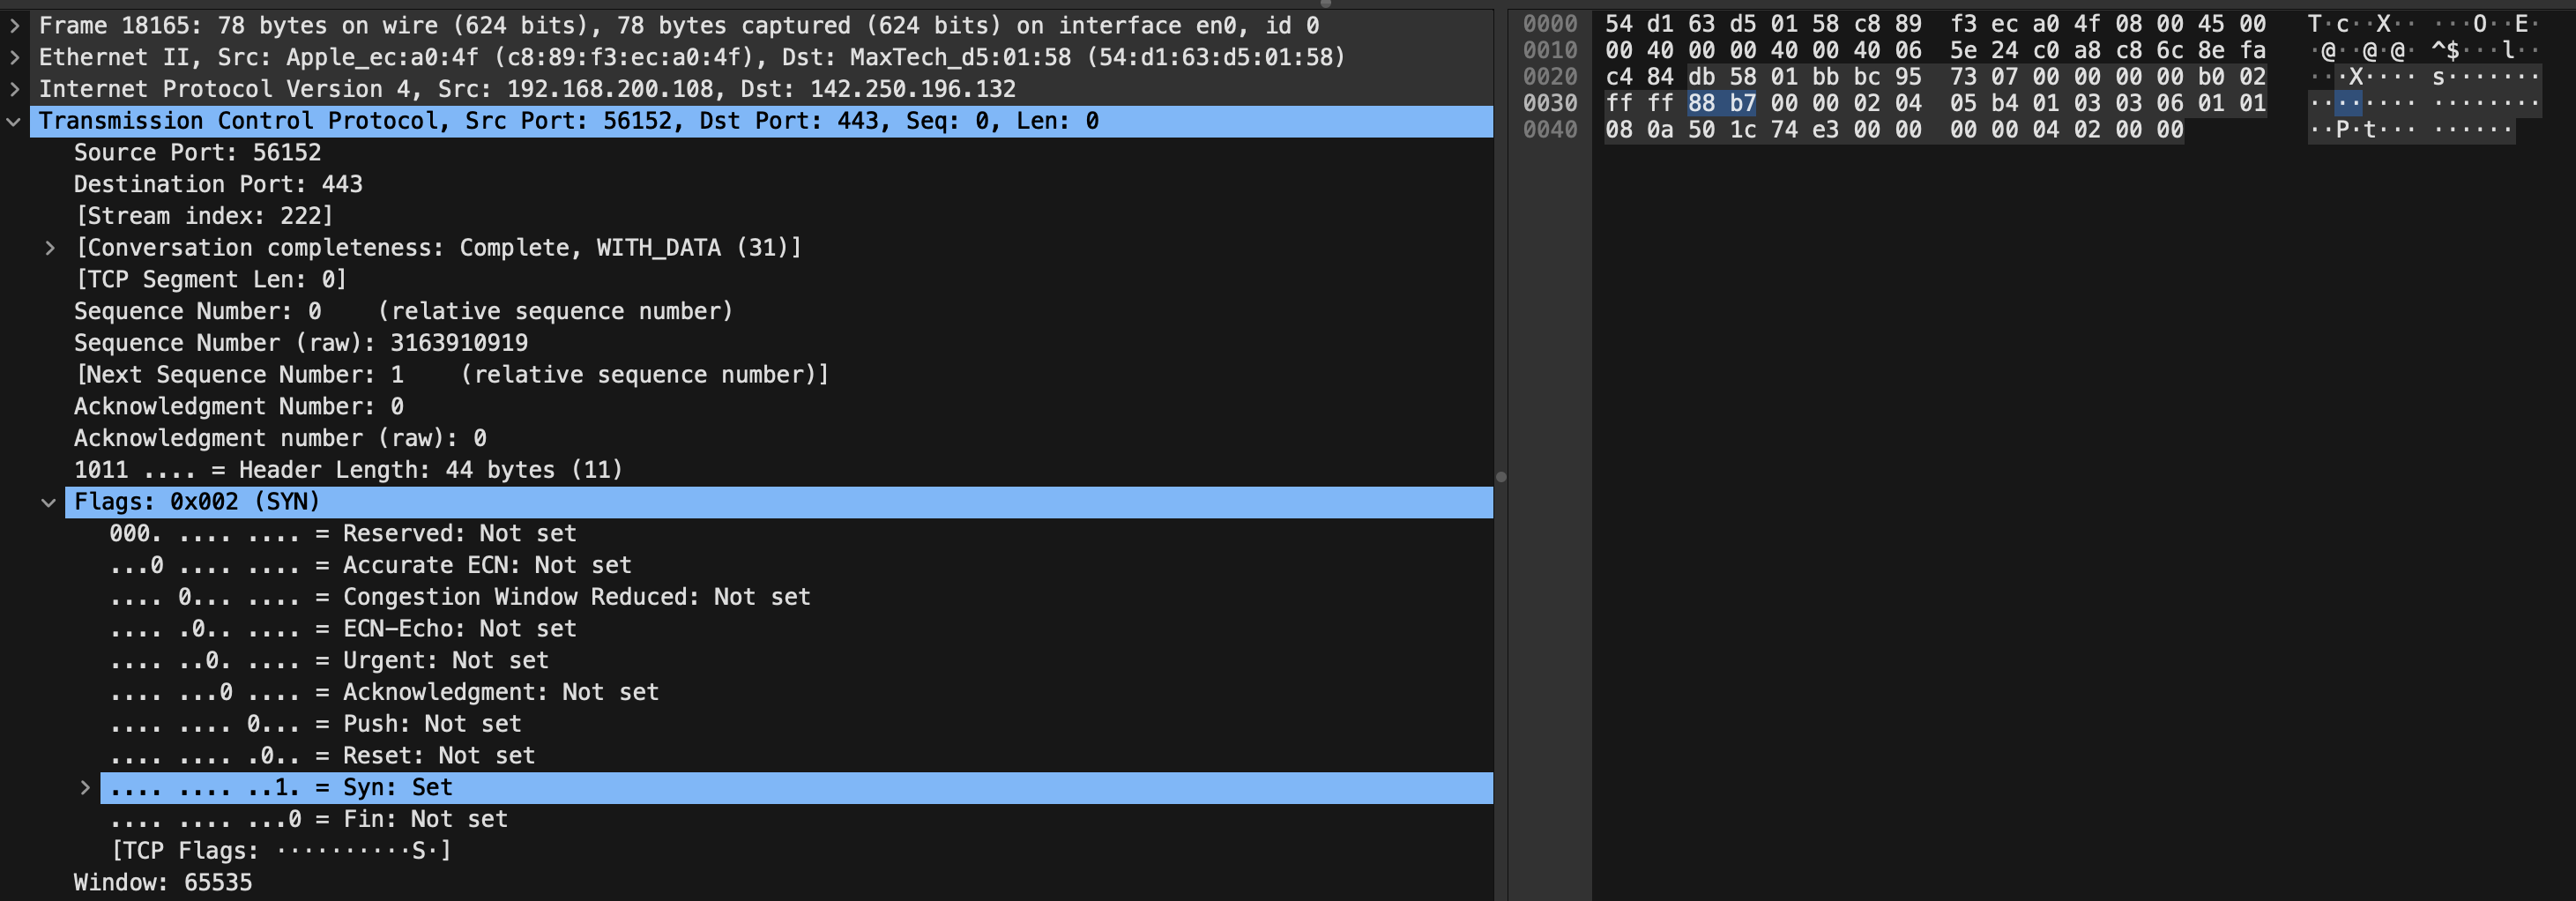 Frame 18165: 78 bytes on wire (624 bits), 78 bytes captured (624 bits) on interface en0, id 0
Ethernet II, Src: Apple_ec:a0:4f (c8:89:f3:ec:a0:4f), Dst: MaxTech_d5:01:58 (54:d1:63:d5:01:58)
Internet Protocol Version 4, Src: 192.168.200.108, Dst: 142.250.196.132
Transmission Control Protocol, Src Port: 56152, Dst Port: 443, Seq: 0, Len: 0
Source Port: 56152
Destination Port: 443
[Stream index: 222]
[Conversation completeness: Complete, WITH_DATA (31)]
[TCP Segment Len: 0]
Sequence Number: 0    (relative sequence number)
Sequence Number (raw): 3163910919
[Next Sequence Number: 1    (relative sequence number)]
Acknowledgment Number: 0
Acknowledgment number (raw): 0
1011 .... = Header Length: 44 bytes (11)
Flags: 0x002 (SYN)
000. .... .... = Reserved: Not set
...0 .... .... = Accurate ECN: Not set
.... 0... .... = Congestion Window Reduced: Not set
.... .0.. .... = ECN-Echo: Not set
.... ..0. .... = Urgent: Not set
.... ...0 .... = Acknowledgment: Not set
.... .... 0... = Push: Not set
.... .... .0.. = Reset: Not set
.... .... ..1. = Syn: Set
.... .... ...0 = Fin: Not set
[TCP Flags: ··········S·]
Window: 65535
0000 54 d1 63 d5 01 58 c8 89 f3 ec a0 4f 08 00 45 00 T·c··X·· ···O··E·
0010 00 40 00 00 40 00 40 06 5e 24 c0 a8 c8 6c 8e fa ·@··@·@· ^$···l··
0020 c4 84 db 58 01 bb bc 95 73 07 00 00 00 00 b0 02 ···X···· s·······
0030 ff ff 88 b7 00 00 02 04 05 b4 01 03 03 06 01 01 ········ ········
0040 08 0a 50 1c 74 e3 00 00 00 00 04 02 00 00 ··P·t··· ······